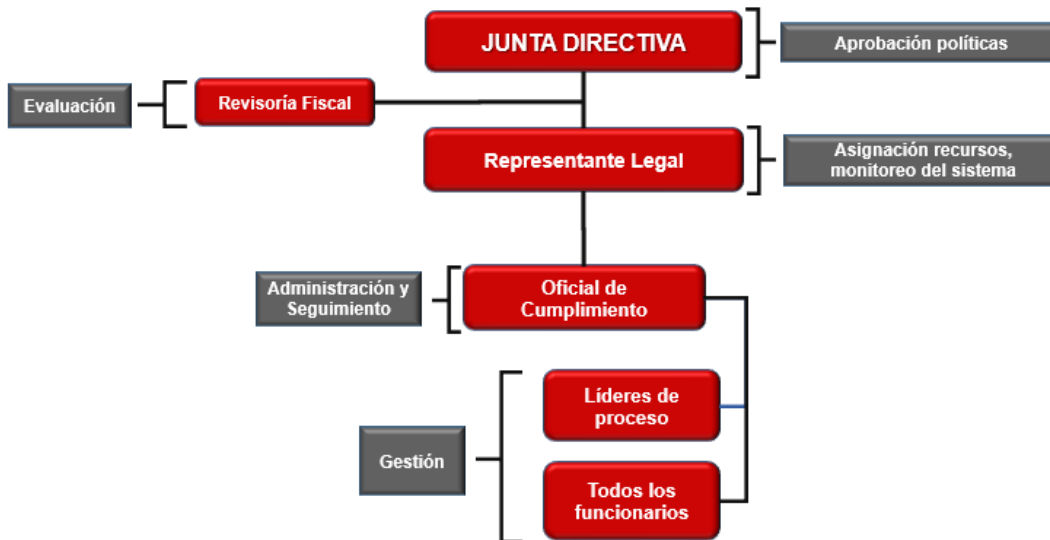 JUNTA DIRECTIVA
Aprobación políticas
Evaluación
Revisoría Fiscal
Representante Legal
Asignación recursos,
monitoreo del sistema
Administración y
Seguimiento
Oficial de
Cumplimiento
Líderes de
proceso
Gestión
Todos los
funcionarios